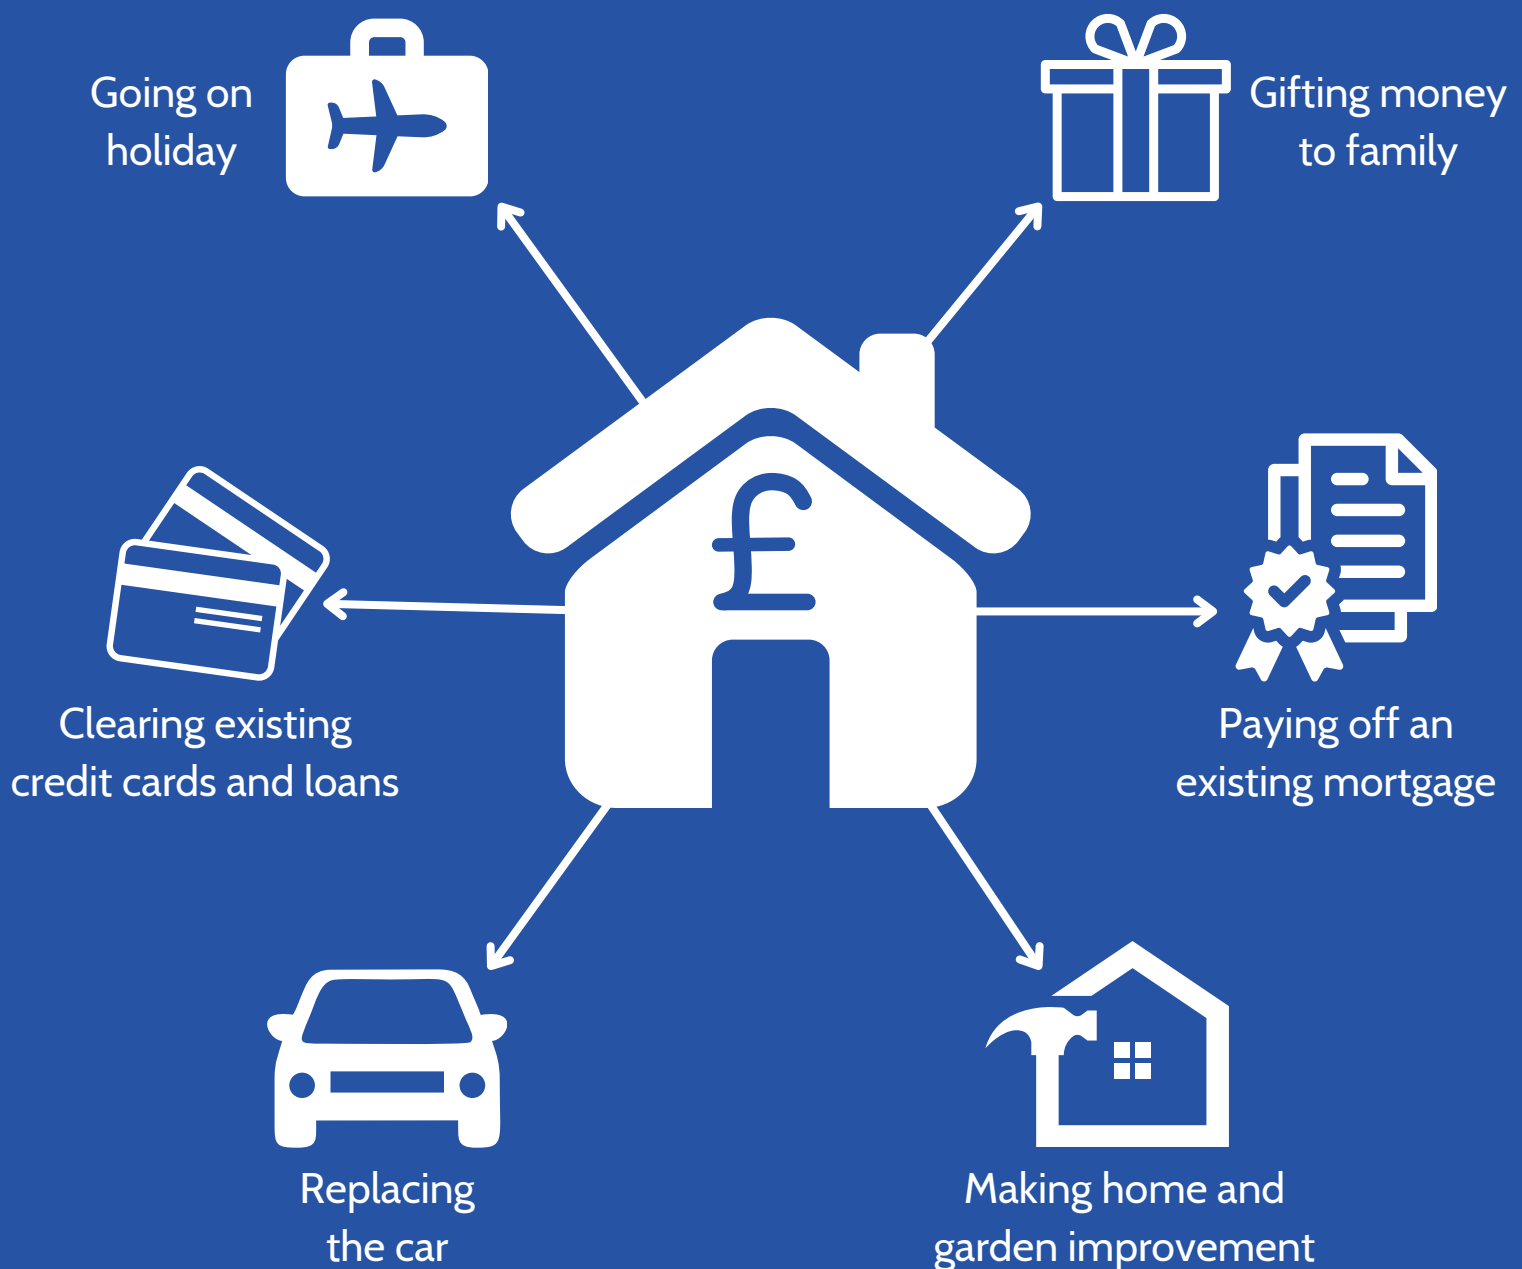 Going on
holiday
Gifting money
to family
£
Clearing existing
credit cards and loans
Paying off an
existing mortgage
Replacing
the car
Making home and
garden improvement